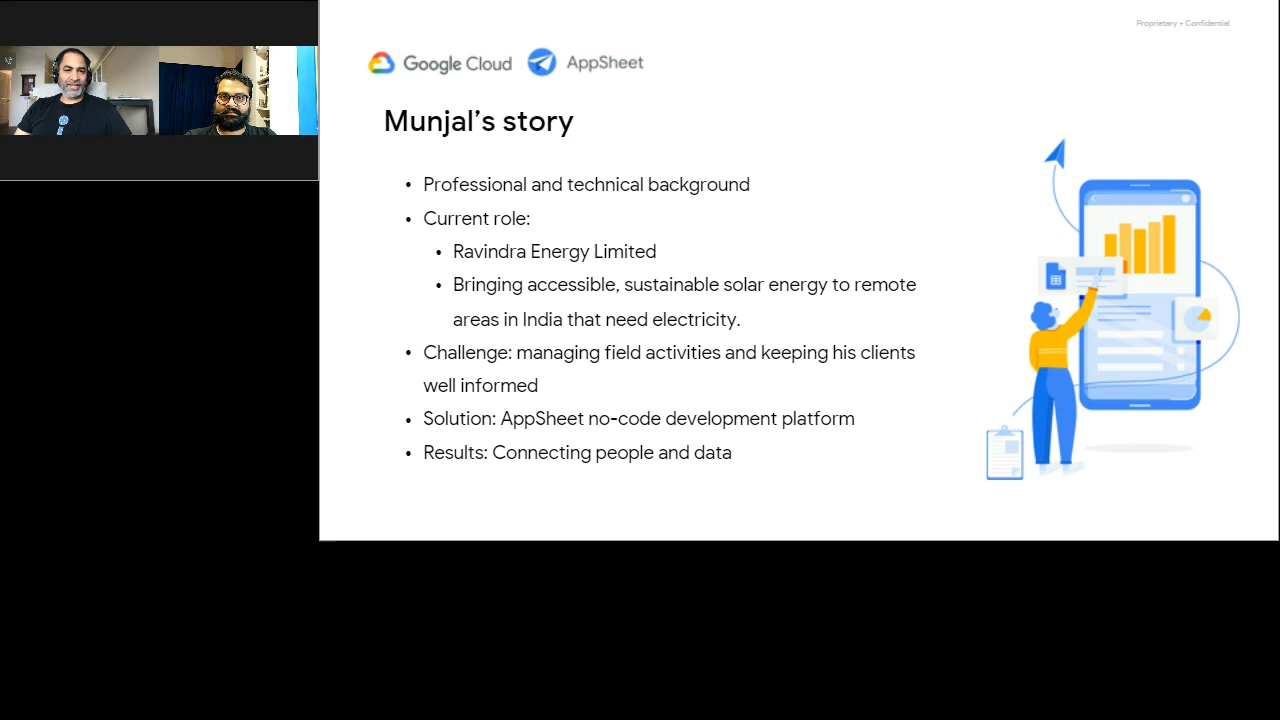 Proprietary + Confidential
Google Cloud AppSheet
Munjal’s story
• Professional and technical background
• Current role:
• Ravindra Energy Limited
• Bringing accessible, sustainable solar energy to remote
areas in India that need electricity.
• Challenge: managing field activities and keeping his clients
well informed
• Solution: AppSheet no-code development platform
• Results: Connecting people and data